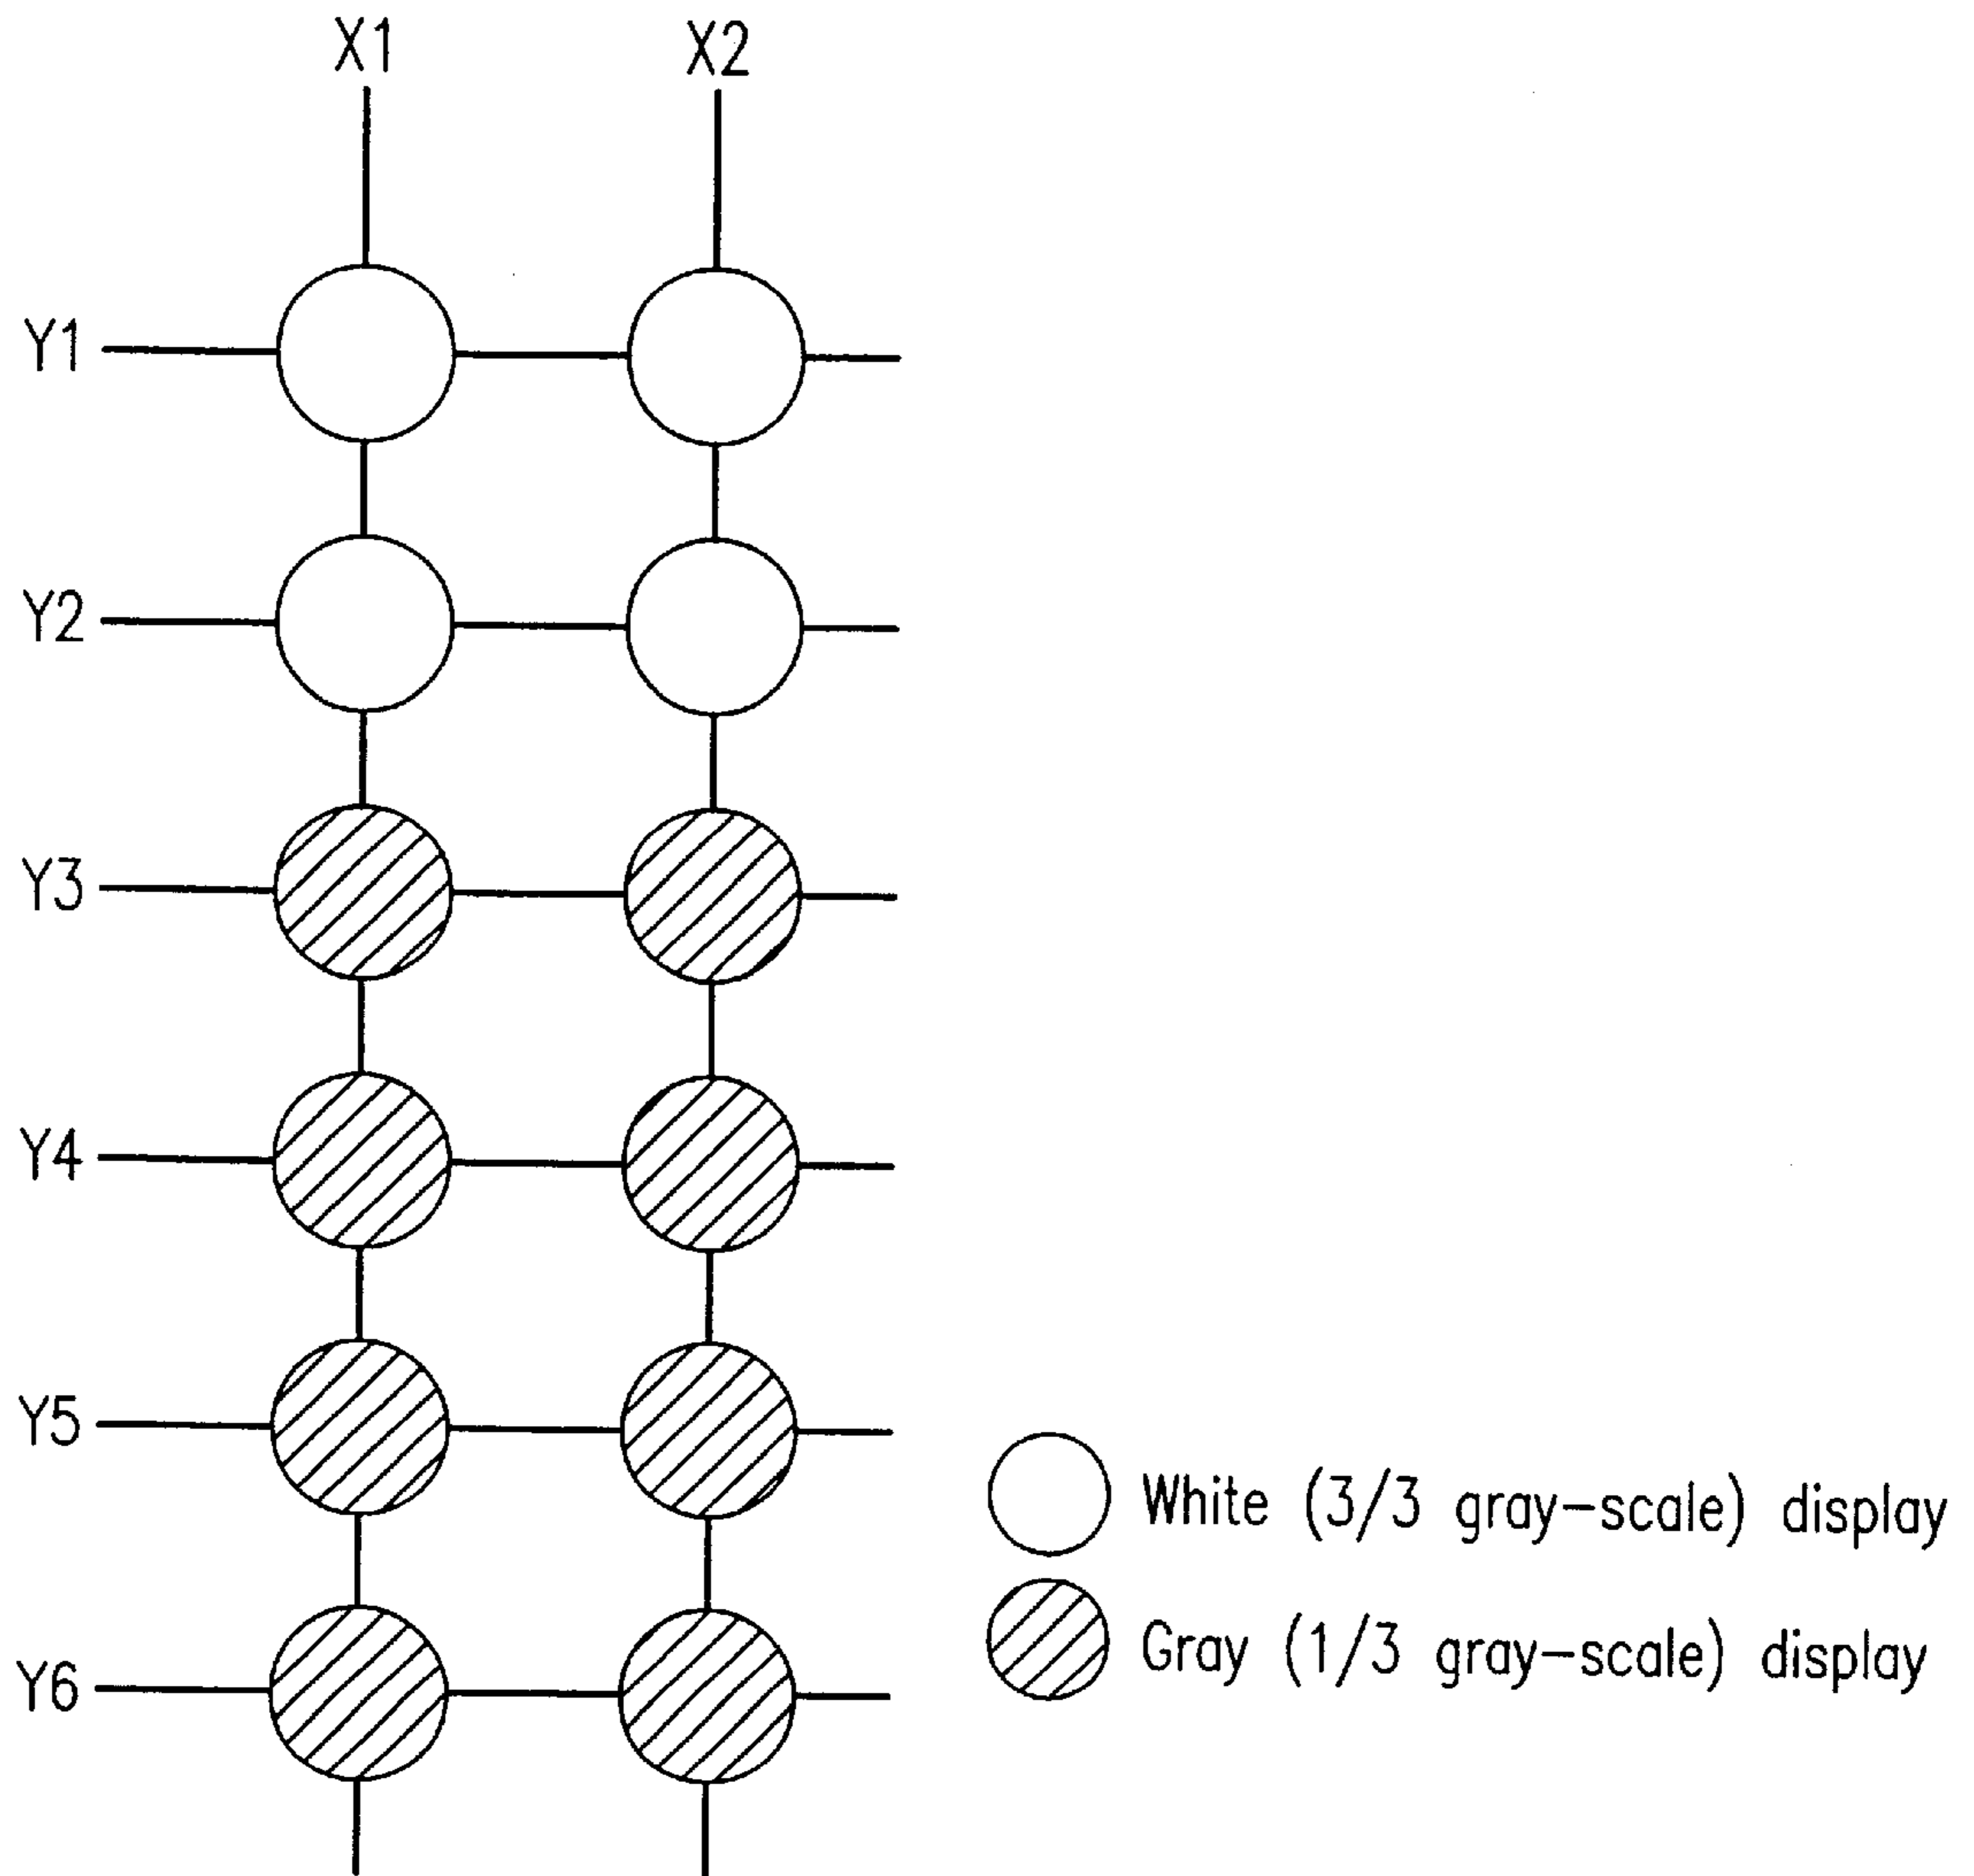 X1 X2
Y1
Y2
Y3
Y4
Y5
White (3/3 gray-scale) display
Gray (1/3 gray-scale) display
Y6